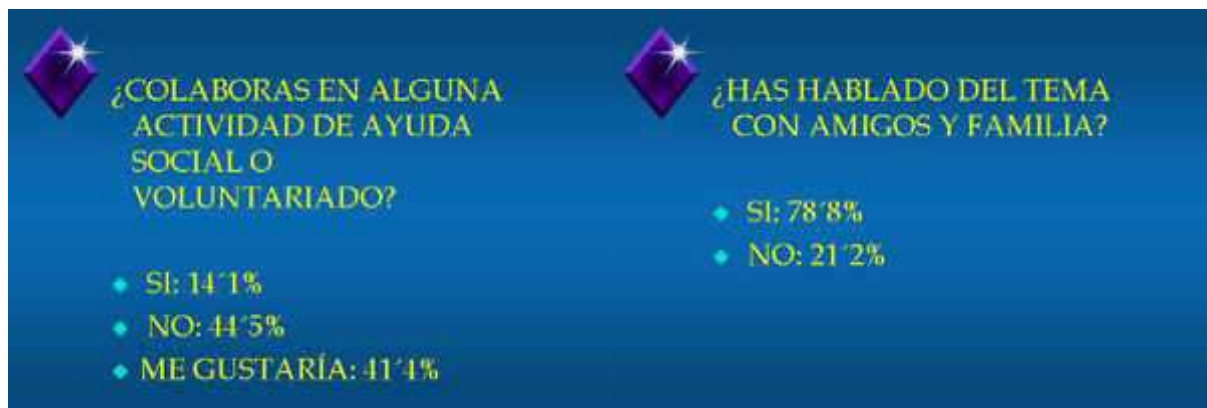 ¿COLABORAS EN ALGUNA
ACTIVIDAD DE AYUDA
SOCIAL O
VOLUNTARIADO?
SI: 14´1%
NO: 44´5%
ME GUSTARÍA: 41´4%
¿HAS HABLADO DEL TEMA
CON AMIGOS Y FAMILIA?
SI: 78´8%
NO: 21´2%